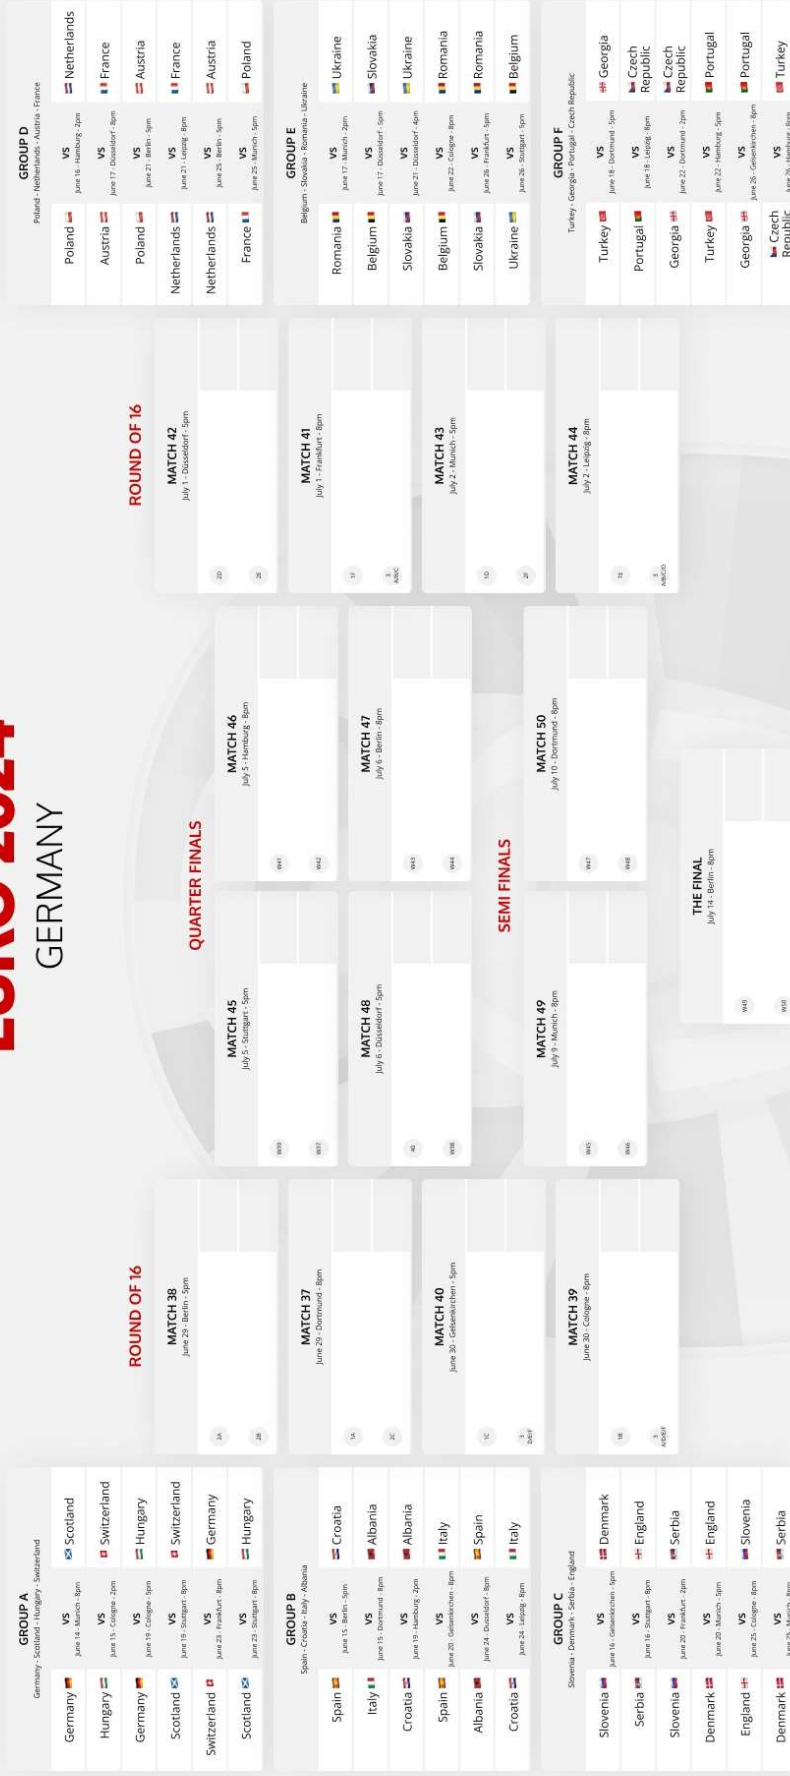 EURO 2024
GERMANY
GROUP A
Germany - Scotland - Hungary - Switzerland
Germany VS Scotland
June 14 - Munich - 8pm
Hungary VS Switzerland
June 15 - Cologne - 2pm
Germany VS Hungary
June 19 - Cologne - 5pm
Scotland VS Switzerland
June 19 - Stuttgart - 8pm
Switzerland VS Germany
June 23 - Frankfurt - 8pm
Scotland VS Hungary
June 23 - Stuttgart - 8pm
GROUP B
Spain - Croatia - Italy - Albania
Spain VS Croatia
June 15 - Berlin - 5pm
Italy VS Albania
June 15 - Dortmund - 8pm
Croatia VS Albania
June 19 - Hamburg - 2pm
Spain VS Italy
June 20 - Gelsenkirchen - 8pm
Albania VS Spain
June 24 - Dusseldorf - 8pm
Croatia VS Italy
June 24 - Leipzig - 8pm
GROUP C
Slovenia - Denmark - Serbia - England
Slovenia VS Denmark
June 16 - Gelsenkirchen - 5pm
Serbia VS England
June 16 - Stuttgart - 8pm
Slovenia VS Serbia
June 20 - Frankfurt - 2pm
Denmark VS England
June 20 - Munich - 5pm
England VS Slovenia
June 25 - Cologne - 8pm
Denmark VS Serbia
June 25 - Munich - 8pm
ROUND OF 16
MATCH 38
June 29 - Berlin - 5pm
2A
2B
MATCH 37
June 29 - Dortmund - 8pm
1A
2C
MATCH 40
June 30 - Gelsenkirchen - 5pm
1C
3
D/E/F
MATCH 39
June 30 - Cologne - 8pm
1B
3
A/D/E/F
QUARTER FINALS
MATCH 45
July 5 - Stuttgart - 5pm
W39
W37
MATCH 46
July 5 - Hamburg - 8pm
W41
W42
MATCH 48
July 6 - Düsseldorf - 5pm
40
W38
MATCH 47
July 6 - Berlin - 8pm
W43
W44
SEMI FINALS
MATCH 49
July 9 - Munich - 8pm
W45
W46
MATCH 50
July 10 - Dortmund - 8pm
W47
W48
THE FINAL
July 14 - Berlin - 8pm
W49
W50
ROUND OF 16
MATCH 42
July 1 - Düsseldorf - 5pm
2D
2E
MATCH 41
July 1 - Frankfurt - 8pm
1F
3
A/B/C
MATCH 43
July 2 - Munich - 5pm
1D
2F
MATCH 44
July 2 - Leipzig - 8pm
1E
3
A/B/C/D
GROUP D
Poland - Netherlands - Austria - France
Poland VS Netherlands
June 16 - Hamburg - 2pm
Austria VS France
June 17 - Düsseldorf - 8pm
Poland VS Austria
June 21 - Berlin - 5pm
Netherlands VS France
June 21 - Leipzig - 8pm
Netherlands VS Austria
June 25 - Berlin - 5pm
France VS Poland
June 25 - Munich - 5pm
GROUP E
Belgium - Slovakia - Romania - Ukraine
Romania VS Ukraine
June 17 - Munich - 2pm
Belgium VS Slovakia
June 17 - Düsseldorf - 5pm
Slovakia VS Ukraine
June 21 - Düsseldorf - 4pm
Belgium VS Romania
June 22 - Cologne - 8pm
Slovakia VS Romania
June 26 - Frankfurt - 5pm
Ukraine VS Belgium
June 26 - Stuttgart - 5pm
GROUP F
Turkey - Georgia - Portugal - Czech Republic
Turkey VS Georgia
June 18 - Dortmund - 5pm
Portugal VS Czech Republic
June 18 - Leipzig - 8pm
Georgia VS Czech Republic
June 22 - Dortmund - 2pm
Turkey VS Portugal
June 22 - Hamburg - 5pm
Georgia VS Portugal
June 26 - Gelsenkirchen - 8pm
Czech Republic VS Turkey
June 26 - Hamburg - 8pm